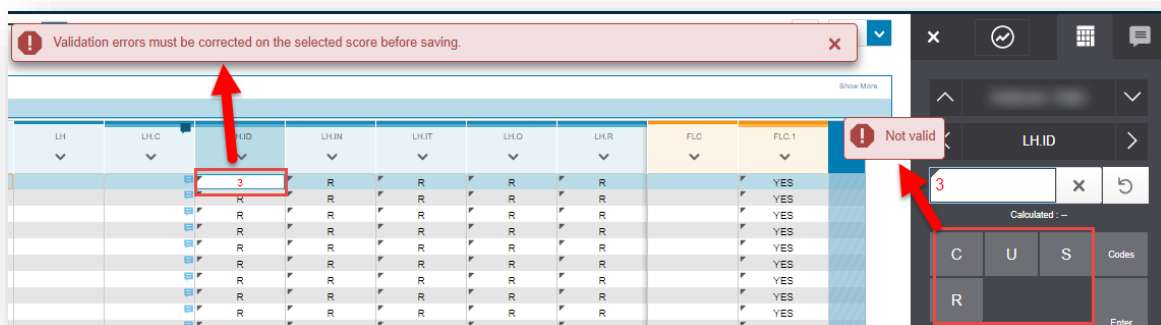 Validation errors must be corrected on the selected score before saving.
Show More
LH LH.C LH.ID LH.IN LH.IT LH.O LH.R FLC FLC.1
Not valid
LH.ID
3
Calculated : --
C U S Codes
R
Enter
3 R R R R YES
R R R R R YES
R R R R R YES
R R R R R YES
R R R R R YES
R R R R R YES
R R R R R YES
R R R R R YES
R R R R R YES